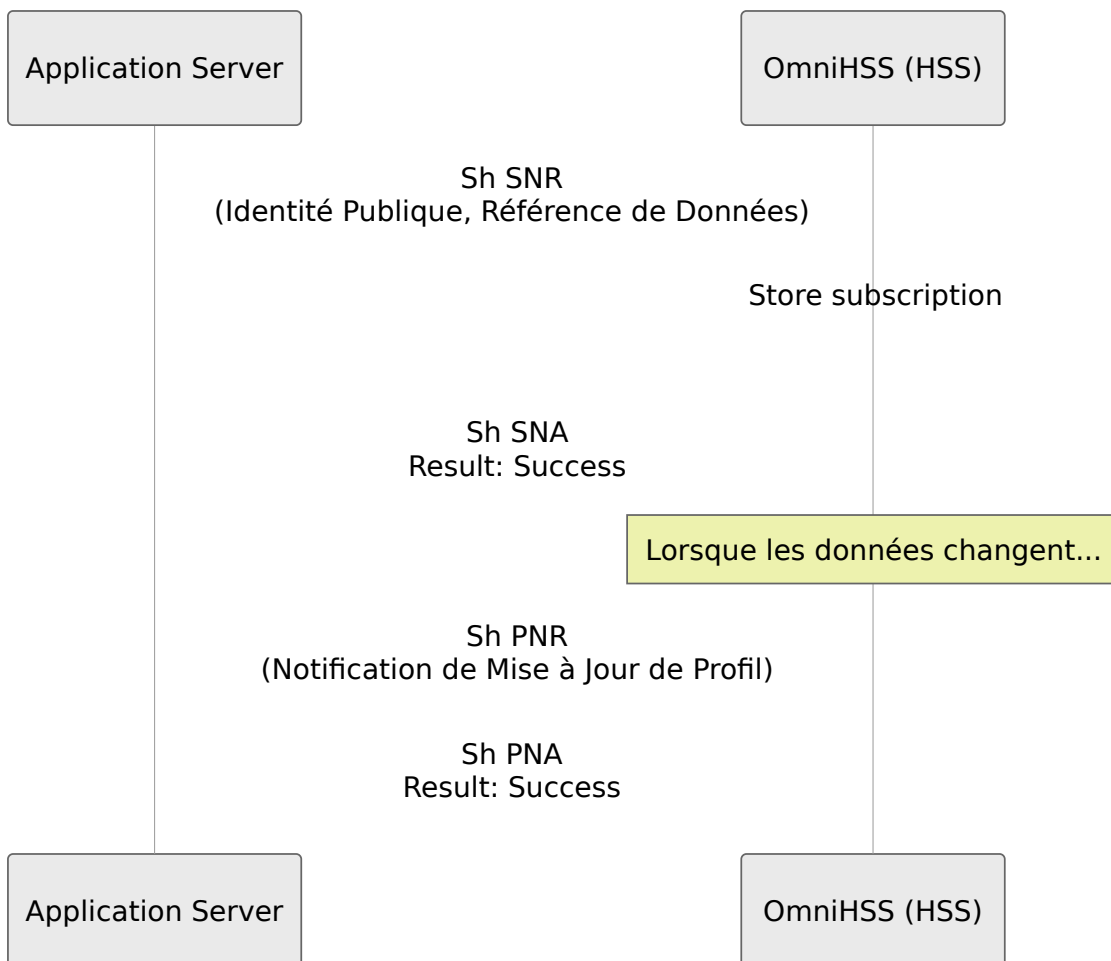 Application Server
OmniHSS (HSS)
Sh SNR
(Identité Publique, Référence de Données)
Store subscription
Sh SNA
Result: Success
Lorsque les données changent...
Sh PNR
(Notification de Mise à Jour de Profil)
Sh PNA
Result: Success
Application Server
OmniHSS (HSS)